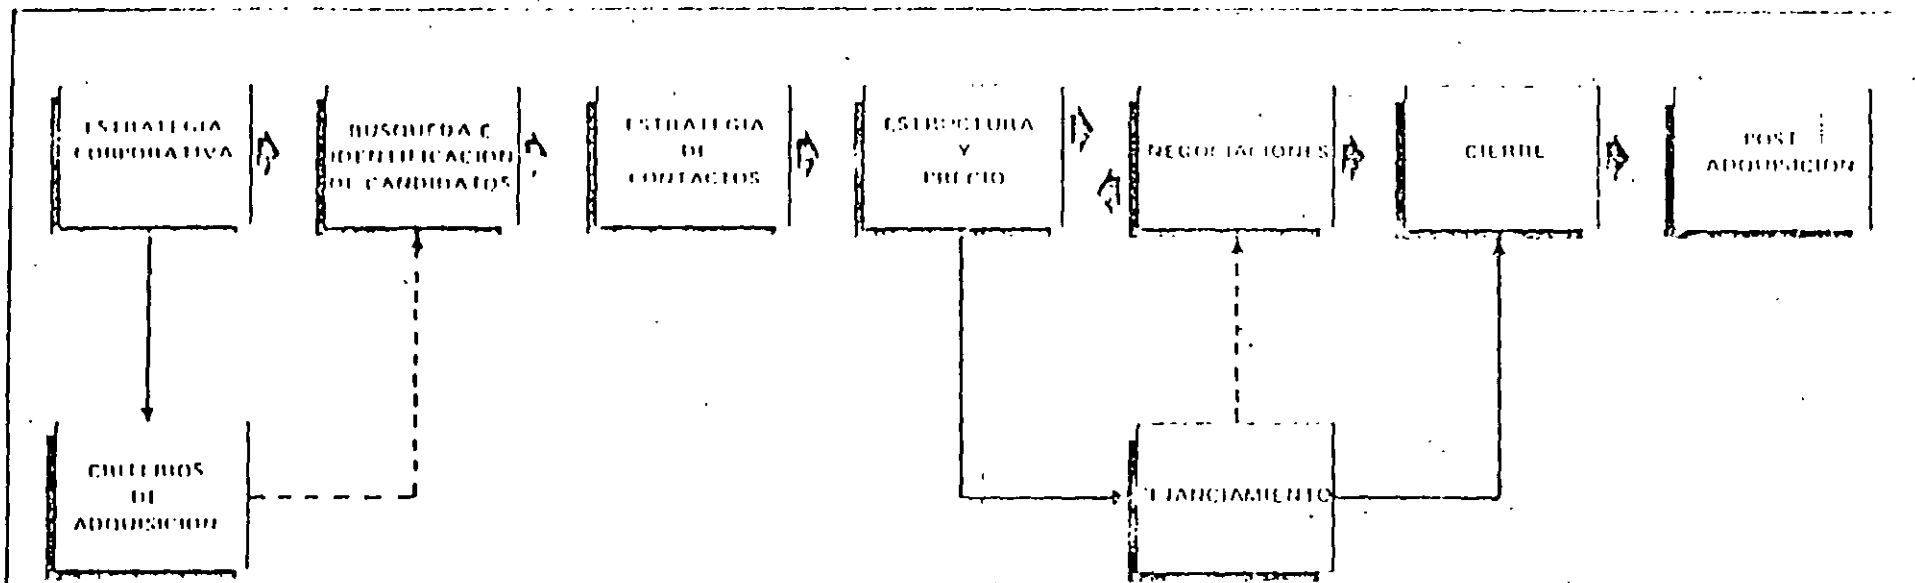 ESTRATEGIA
CORPORATIVA
BUSQUEDA E
IDENTIFICACION
DE CANDIDATOS
ESTRATEGIA
DE
CONTACTOS
ESTRUCTURA
Y
PRECIO
NEGOCIACIONES
CIERRE
POST
ADQUISICION
CRITERIOS
DE
ADQUISICION
FINANCIAMIENTO